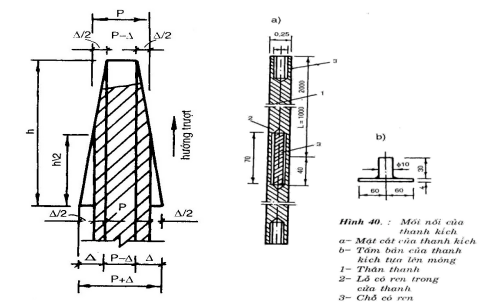 P
Δ/2
P-Δ
Δ/2
h
h/2
hướng trượt
Δ/2
P
Δ/2
Δ
P-Δ
Δ
P+Δ
a)
0,25
3
1
2
3
L = 1000
2000
70
40
b)
ϕ10
30
60
60
4
Hình 40. : Mối nối của
thanh kích
a- Mặt cắt của thanh kích
b- Tấm bản của thanh
kích tựa lên móng
1- Thân thanh
2- Lỗ có ren trong
của thanh
3- Chỗ có ren